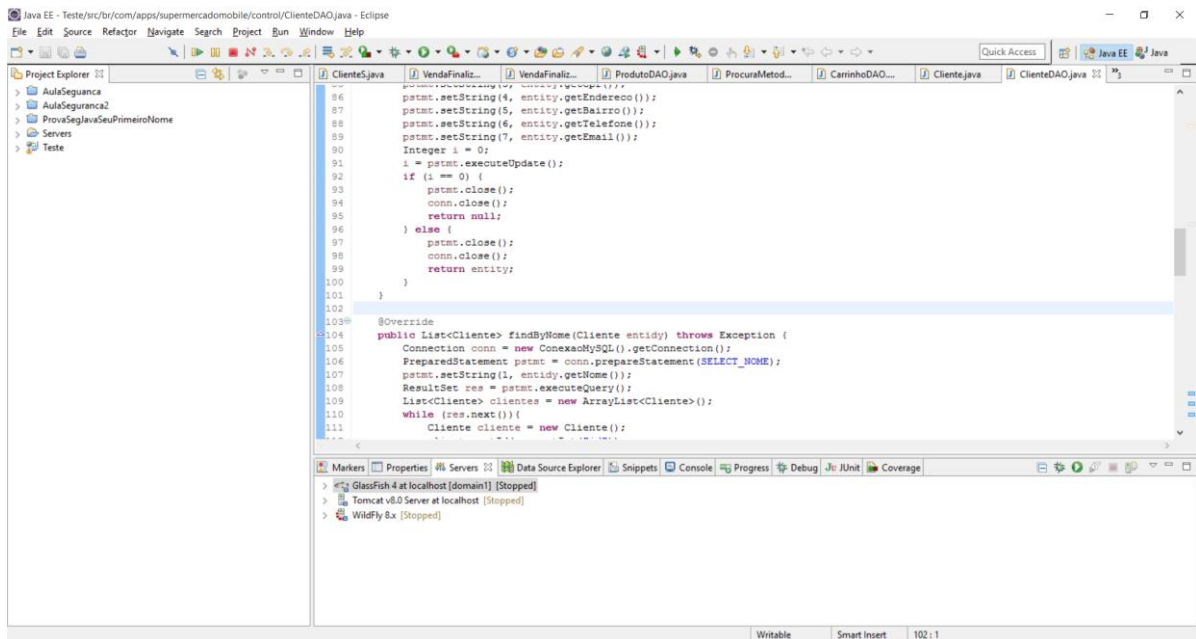 Java EE - Teste/src/br/com/apps/supermercadomobile/control/ClienteDAO.java - Eclipse
File Edit Source Refactor Navigate Search Project Run Window Help
Quick Access Java EE Java
Project Explorer
AulaSeguanca
AulaSeguranca2
ProvaSegJavaSeuPrimeiroNome
Servers
Teste
ClienteS.java VendaFinaliz... VendaFinaliz... ProdutoDAO.java ProcuraMetod... CarrinhoDAO.... Cliente.java ClienteDAO.java
86 pstmt.setString(4, entity.getEndereco());
87 pstmt.setString(5, entity.getBairro());
88 pstmt.setString(6, entity.getTelefone());
89 pstmt.setString(7, entity.getEmail());
90 Integer i = 0;
91 i = pstmt.executeUpdate();
92 if (i == 0) {
93 pstmt.close();
94 conn.close();
95 return null;
96 } else {
97 pstmt.close();
98 conn.close();
99 return entity;
100 }
101 }
102
103 @Override
104 public List<Cliente> findByNome(Cliente entidy) throws Exception {
105 Connection conn = new ConexaoMySQL().getConnection();
106 PreparedStatement pstmt = conn.prepareStatement(SELECT_NOME);
107 pstmt.setString(1, entidy.getNome());
108 ResultSet res = pstmt.executeQuery();
109 List<Cliente> clientes = new ArrayList<Cliente>();
110 while (res.next()){
111 Cliente cliente = new Cliente();
Markers Properties Servers Data Source Explorer Snippets Console Progress Debug JUnit Coverage
GlassFish 4 at localhost [domain1] [Stopped]
Tomcat v8.0 Server at localhost [Stopped]
WildFly 8.x [Stopped]
Writable Smart Insert 102 : 1